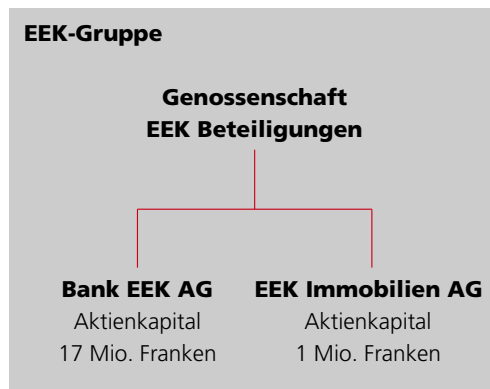 EEK-Gruppe
Genossenschaft
EEK Beteiligungen
Bank EEK AG
Aktienkapital
17 Mio. Franken
EEK Immobilien AG
Aktienkapital
1 Mio. Franken